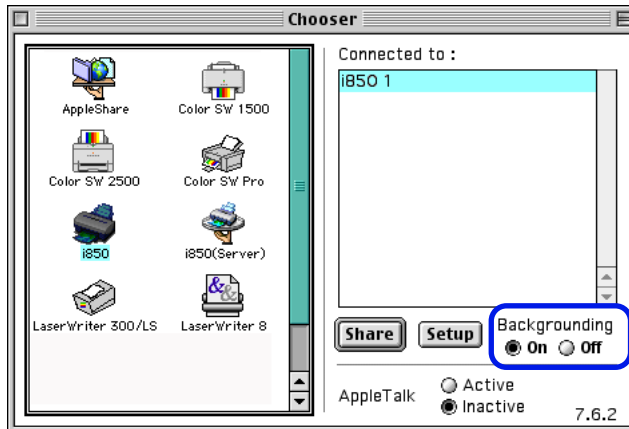 Chooser
AppleShare
Color SW 1500
Color SW 2500
Color SW Pro
i850
i850(Server)
LaserWriter 300/LS
LaserWriter 8
Connected to :
i850 1
Share
Setup
Backgrounding
On
Off
AppleTalk
Active
Inactive
7.6.2